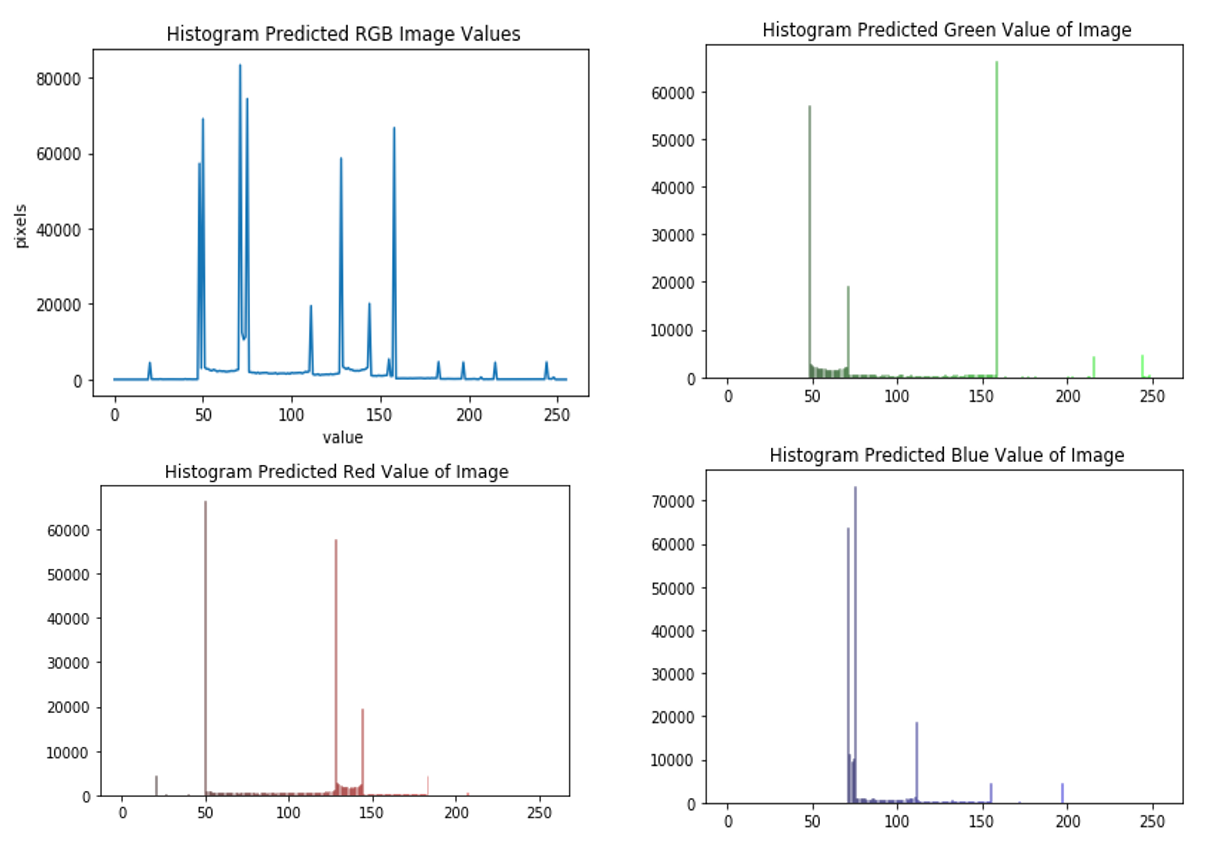 Histogram Predicted RGB Image Values
80000
60000
40000
20000
0
pixels
0 50 100 150 200 250
value
Histogram Predicted Green Value of Image
60000
50000
40000
30000
20000
10000
0
0 50 100 150 200 250
Histogram Predicted Red Value of Image
60000
50000
40000
30000
20000
10000
0
0 50 100 150 200 250
Histogram Predicted Blue Value of Image
70000
60000
50000
40000
30000
20000
10000
0
0 50 100 150 200 250